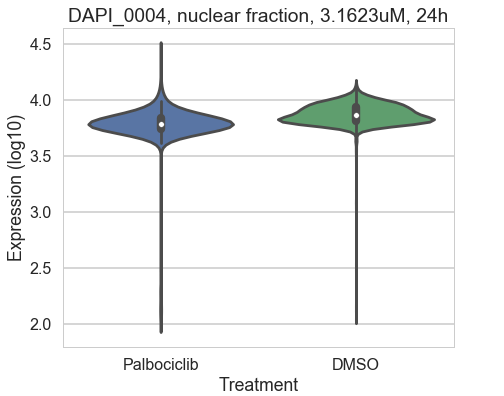 DAPI_0004, nuclear fraction, 3.1623uM, 24h
4.5
4.0
3.5
3.0
2.5
2.0
Expression (log10)
Palbociclib
DMSO
Treatment